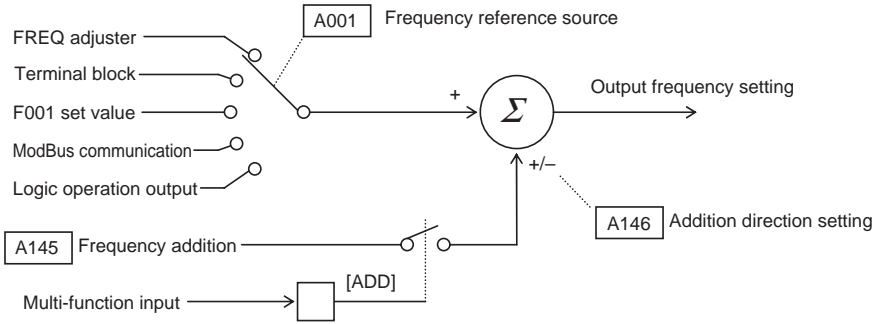 A001 Frequency reference source
FREQ adjuster
Terminal block
F001 set value
ModBus communication
Logic operation output
+
Σ
Output frequency setting
+/–
A146 Addition direction setting
A145 Frequency addition
[ADD]
Multi-function input